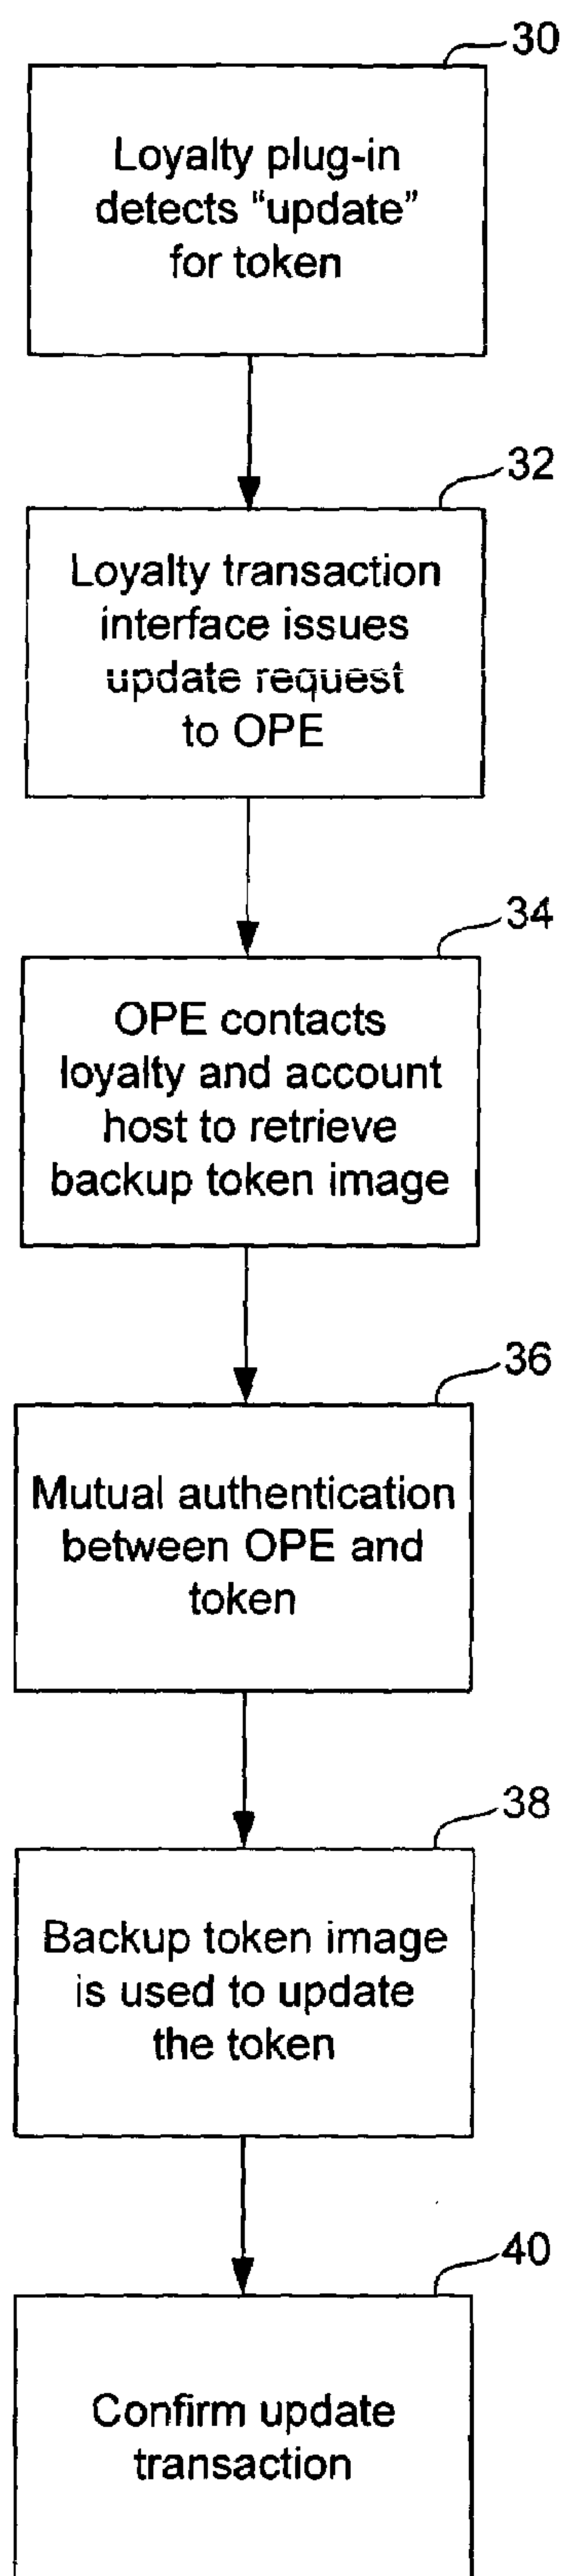 30
Loyalty plug-in
detects “update”
for token
32
Loyalty transaction
interface issues
update request
to OPE
34
OPE contacts
loyalty and account
host to retrieve
backup token image
36
Mutual authentication
between OPE and
token
38
Backup token image
is used to update
the token
40
Confirm update
transaction